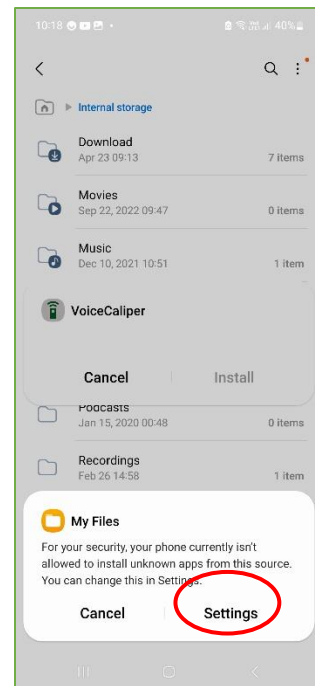 10:18
40%
Internal storage
Download
Apr 23 09:13 7 items
Movies
Sep 22, 2022 09:47 0 items
Music
Dec 10, 2021 10:51 1 item
VoiceCaliper
Cancel Install
Podcasts
Jan 15, 2020 00:48 0 items
Recordings
Feb 26 14:58 1 item
My Files
For your security, your phone currently isn't
allowed to install unknown apps from this source.
You can change this in Settings.
Cancel Settings